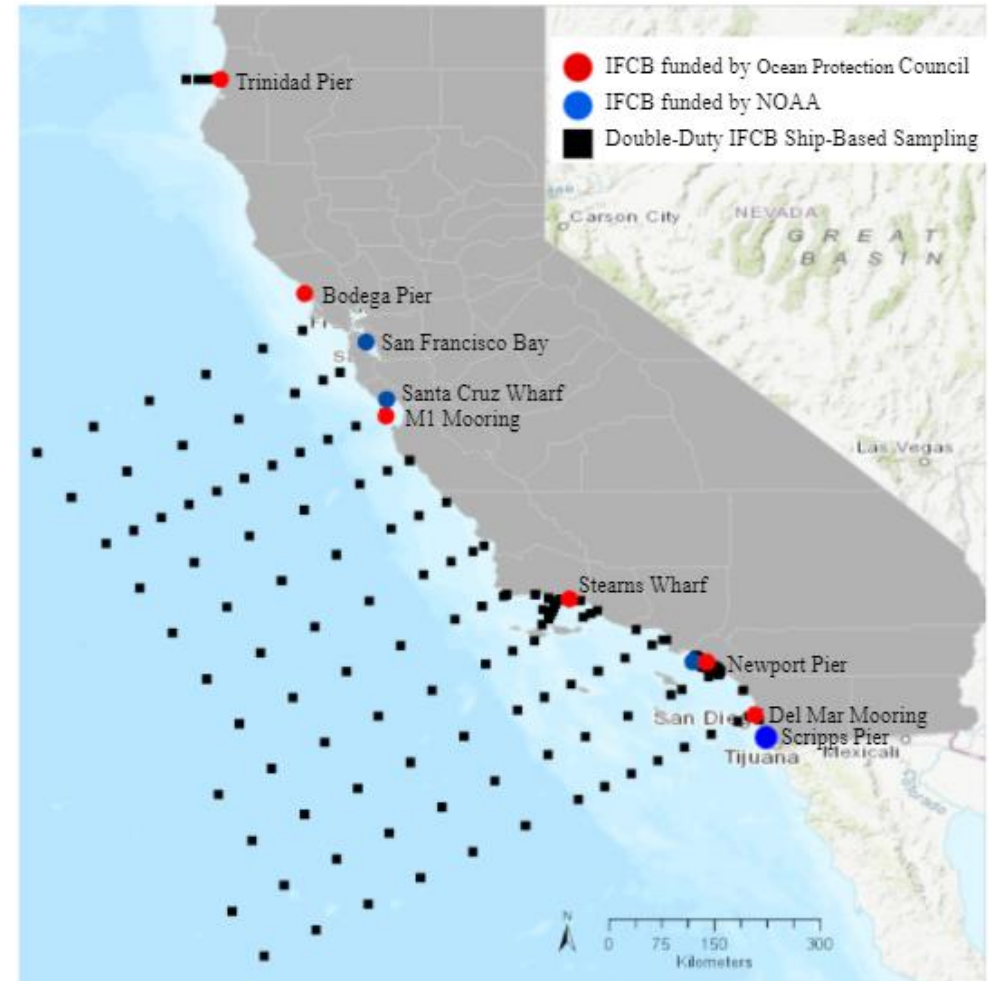 IFCB funded by Ocean Protection Council
IFCB funded by NOAA
Double-Duty IFCB Ship-Based Sampling
Trinidad Pier
Carson City
NEVADA
GREAT
BASIN
Bodega Pier
San Francisco Bay
Santa Cruz Wharf
M1 Mooring
Las Vegas
Stearns Wharf
Newport Pier
San Dieg
Del Mar Mooring
Scripps Pier
Tijuana
Mexicali
N
0 75 150 300
Kilometers